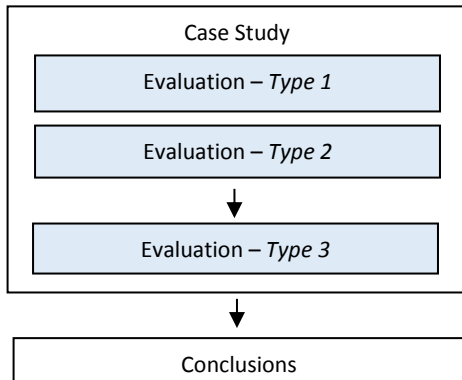 Case Study
Evaluation – Type 1
Evaluation – Type 2
Evaluation – Type 3
Conclusions